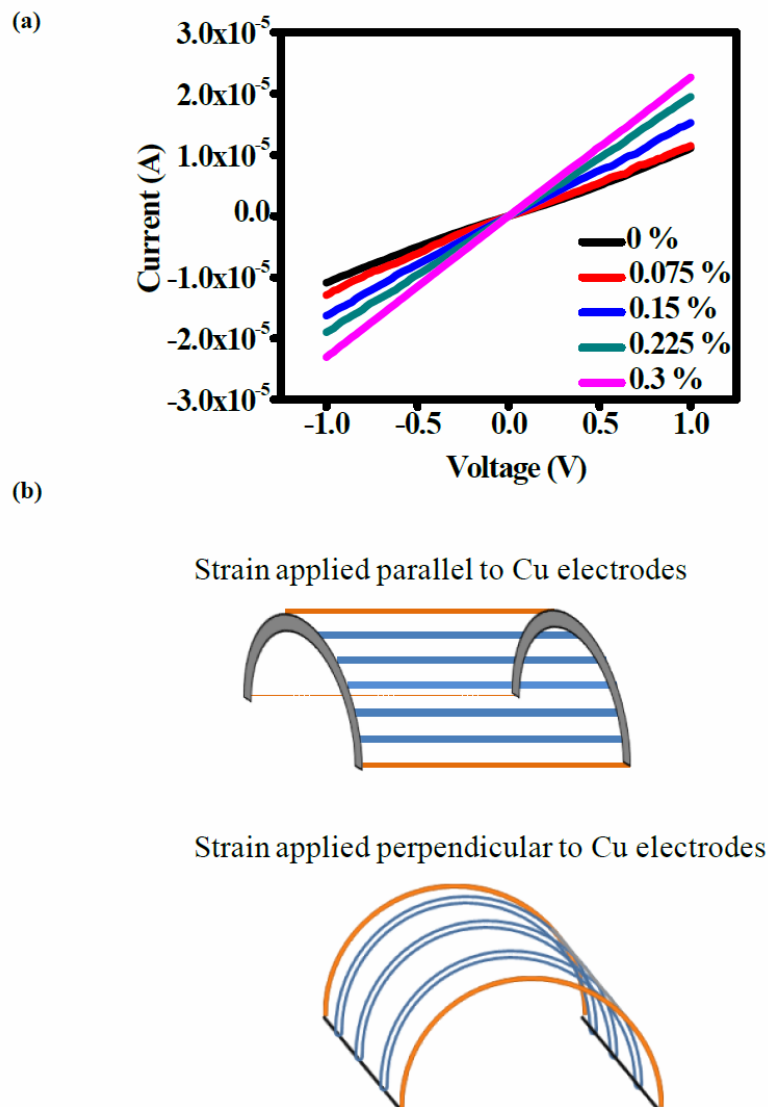 (a)
3.0x10⁻⁵
2.0x10⁻⁵
1.0x10⁻⁵
0.0
-1.0x10⁻⁵
-2.0x10⁻⁵
-3.0x10⁻⁵
Current (A)
0 %
0.075 %
0.15 %
0.225 %
0.3 %
-1.0 -0.5 0.0 0.5 1.0
Voltage (V)
(b)
Strain applied parallel to Cu electrodes
Strain applied perpendicular to Cu electrodes